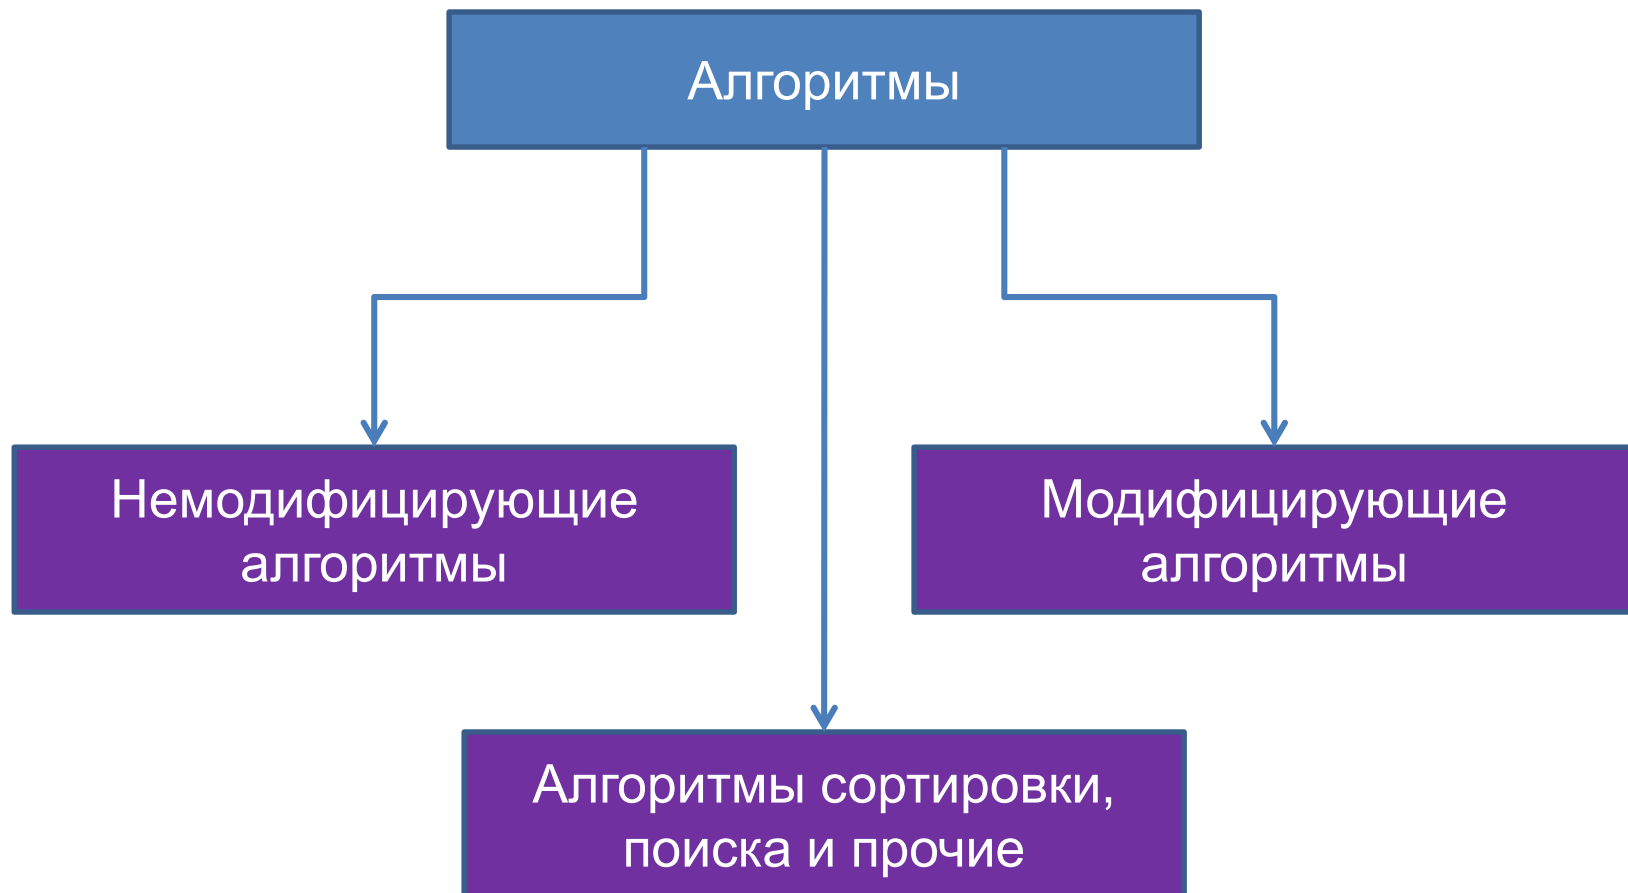 Алгоритмы
Немодифицирующие
алгоритмы
Модифицирующие
алгоритмы
Алгоритмы сортировки,
поиска и прочие